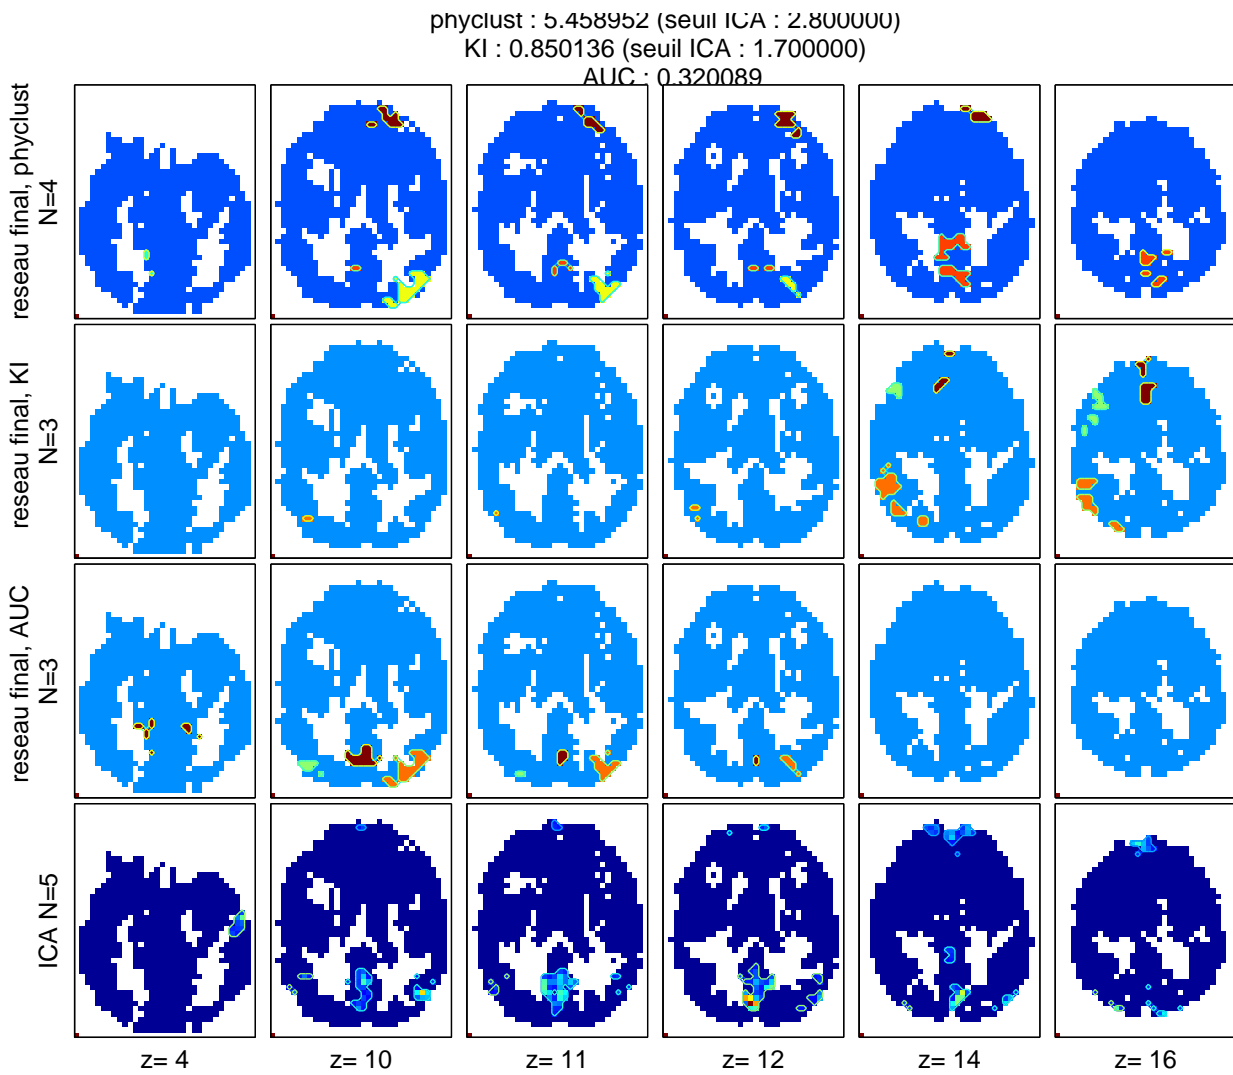 phyclust : 5.458952 (seuil ICA : 2.800000)
KI : 0.850136 (seuil ICA : 1.700000)
AUC : 0.320089
reseau final, phyclust
N=4
reseau final, KI
N=3
reseau final, AUC
N=3
ICA N=5
z= 4
z= 10
z= 11
z= 12
z= 14
z= 16